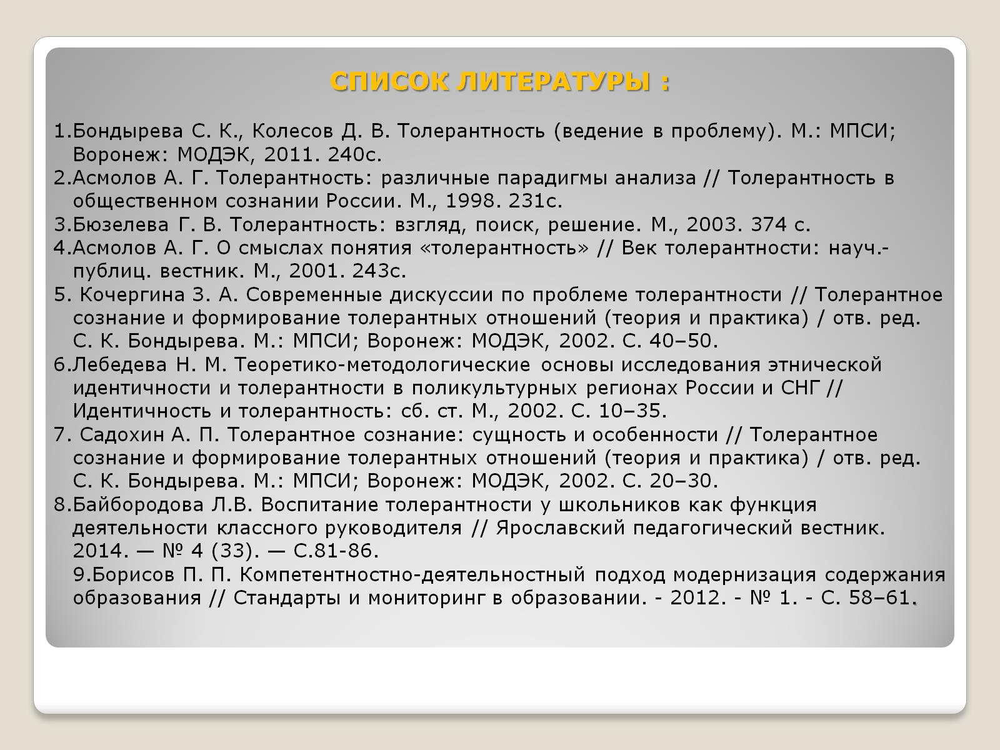 СПИСОК ЛИТЕРАТУРЫ :
1.Бондырева С. К., Колесов Д. В. Толерантность (ведение в проблему). М.: МПСИ;
Воронеж: МОДЭК, 2011. 240с.
2.Асмолов А. Г. Толерантность: различные парадигмы анализа // Толерантность в
общественном сознании России. М., 1998. 231с.
3.Бюзелева Г. В. Толерантность: взгляд, поиск, решение. М., 2003. 374 с.
4.Асмолов А. Г. О смыслах понятия «толерантность» // Век толерантности: науч.-
публиц. вестник. М., 2001. 243с.
5. Кочергина З. А. Современные дискуссии по проблеме толерантности // Толерантное
сознание и формирование толерантных отношений (теория и практика) / отв. ред.
С. К. Бондырева. М.: МПСИ; Воронеж: МОДЭК, 2002. С. 40–50.
6.Лебедева Н. М. Теоретико-методологические основы исследования этнической
идентичности и толерантности в поликультурных регионах России и СНГ //
Идентичность и толерантность: сб. ст. М., 2002. С. 10–35.
7. Садохин А. П. Толерантное сознание: сущность и особенности // Толерантное
сознание и формирование толерантных отношений (теория и практика) / отв. ред.
С. К. Бондырева. М.: МПСИ; Воронеж: МОДЭК, 2002. С. 20–30.
8.Байбородова Л.В. Воспитание толерантности у школьников как функция
деятельности классного руководителя // Ярославский педагогический вестник.
2014. — № 4 (33). — С.81-86.
9.Борисов П. П. Компетентностно-деятельностный подход модернизация содержания
образования // Стандарты и мониторинг в образовании. - 2012. - № 1. - С. 58–61.